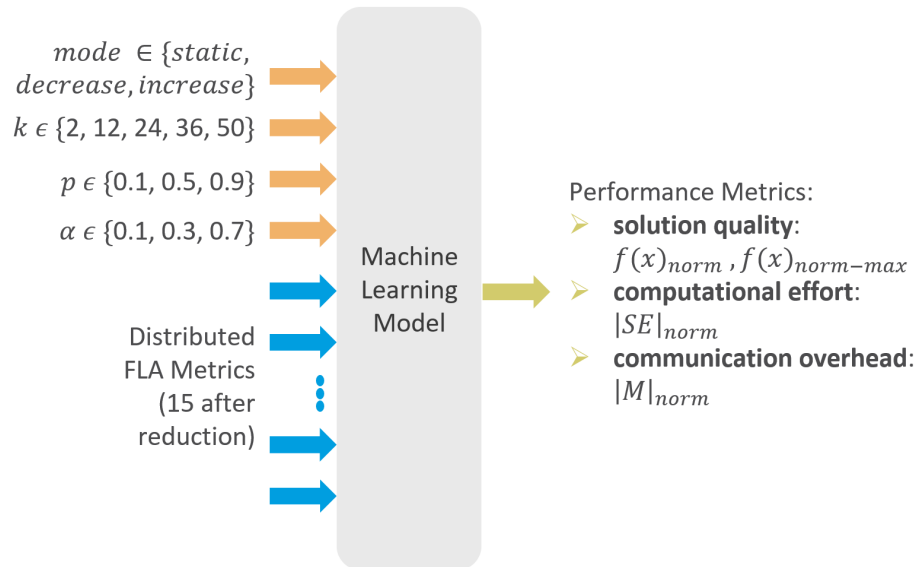 mode ∈ {static,
decrease, increase}
k ϵ {2, 12, 24, 36, 50}
p ϵ {0.1, 0.5, 0.9}
α ϵ {0.1, 0.3, 0.7}
Distributed
FLA Metrics
(15 after
reduction)
Machine
Learning
Model
Performance Metrics:
solution quality:
f(x)norm , f(x)norm−max
computational effort:
|SE|norm
communication overhead:
|M|norm